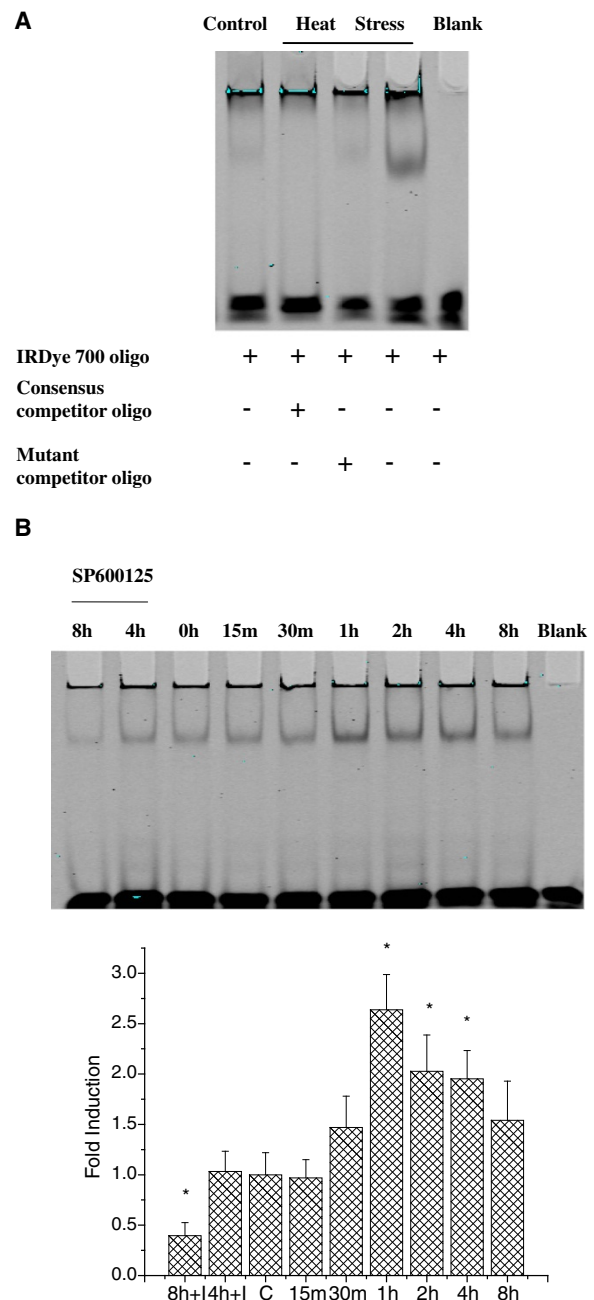 A
Control Heat Stress Blank
IRDye 700 oligo + + + + +
Consensus
competitor oligo - + - - -
Mutant
competitor oligo - - + - -
B
SP600125
8h 4h 0h 15m 30m 1h 2h 4h 8h Blank
*
3.0
*
2.5
*
2.0
Fold Induction
1.5
1.0
*
0.5
0.0
8h+I 4h+I C 15m 30m 1h 2h 4h 8h